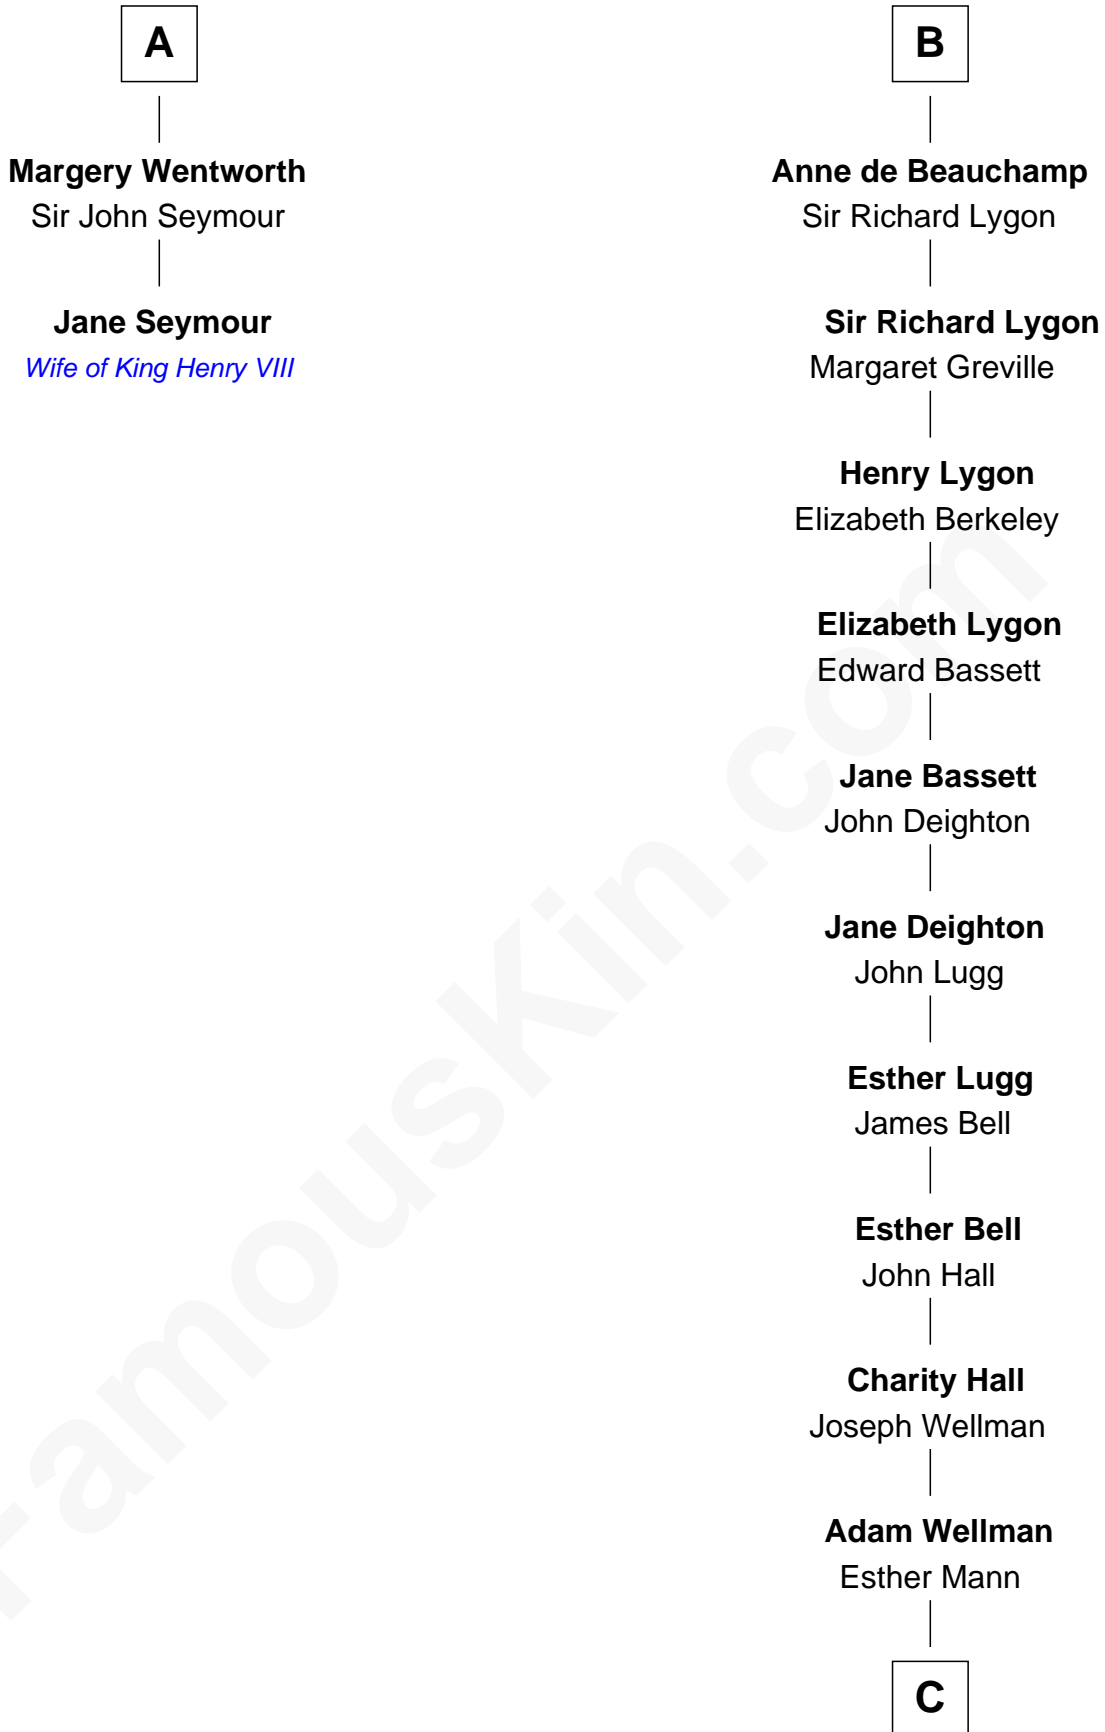 A
Margery Wentworth
Sir John Seymour
Jane Seymour
Wife of King Henry VIII
B
Anne de Beauchamp
Sir Richard Lygon
Sir Richard Lygon
Margaret Greville
Henry Lygon
Elizabeth Berkeley
Elizabeth Lygon
Edward Bassett
Jane Bassett
John Deighton
Jane Deighton
John Lugg
Esther Lugg
James Bell
Esther Bell
John Hall
Charity Hall
Joseph Wellman
Adam Wellman
Esther Mann
C
FamousKin.com